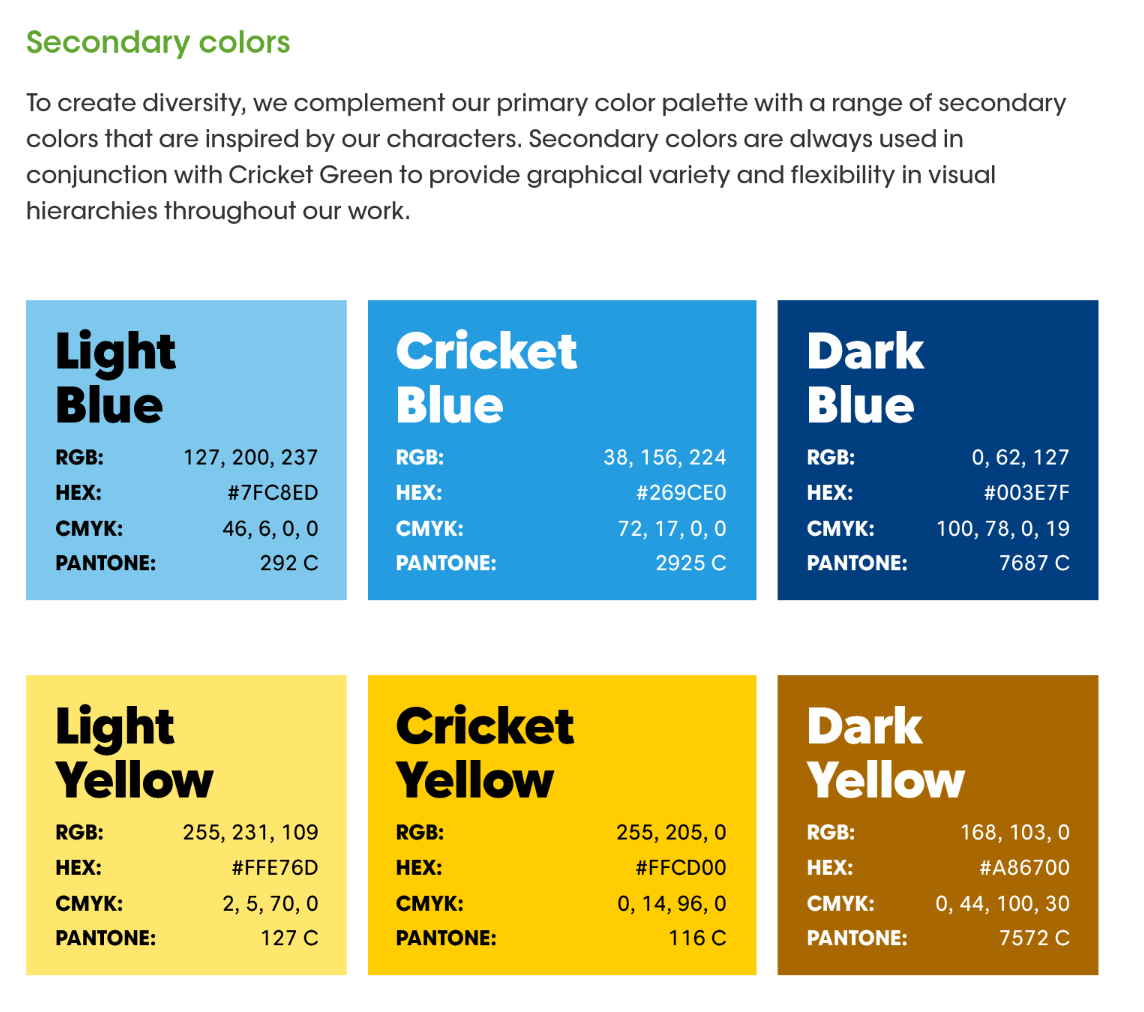 Secondary colors
To create diversity, we complement our primary color palette with a range of secondary
colors that are inspired by our characters. Secondary colors are always used in
conjunction with Cricket Green to provide graphical variety and flexibility in visual
hierarchies throughout our work.
Light
Blue
RGB: 127, 200, 237
HEX: #7FC8ED
CMYK: 46, 6, 0, 0
PANTONE: 292 C
Cricket
Blue
RGB: 38, 156, 224
HEX: #269CE0
CMYK: 72, 17, 0, 0
PANTONE: 2925 C
Dark
Blue
RGB: 0, 62, 127
HEX: #003E7F
CMYK: 100, 78, 0, 19
PANTONE: 7687 C
Light
Yellow
RGB: 255, 231, 109
HEX: #FFE76D
CMYK: 2, 5, 70, 0
PANTONE: 127 C
Cricket
Yellow
RGB: 255, 205, 0
HEX: #FFCD00
CMYK: 0, 14, 96, 0
PANTONE: 116 C
Dark
Yellow
RGB: 168, 103, 0
HEX: #A86700
CMYK: 0, 44, 100, 30
PANTONE: 7572 C